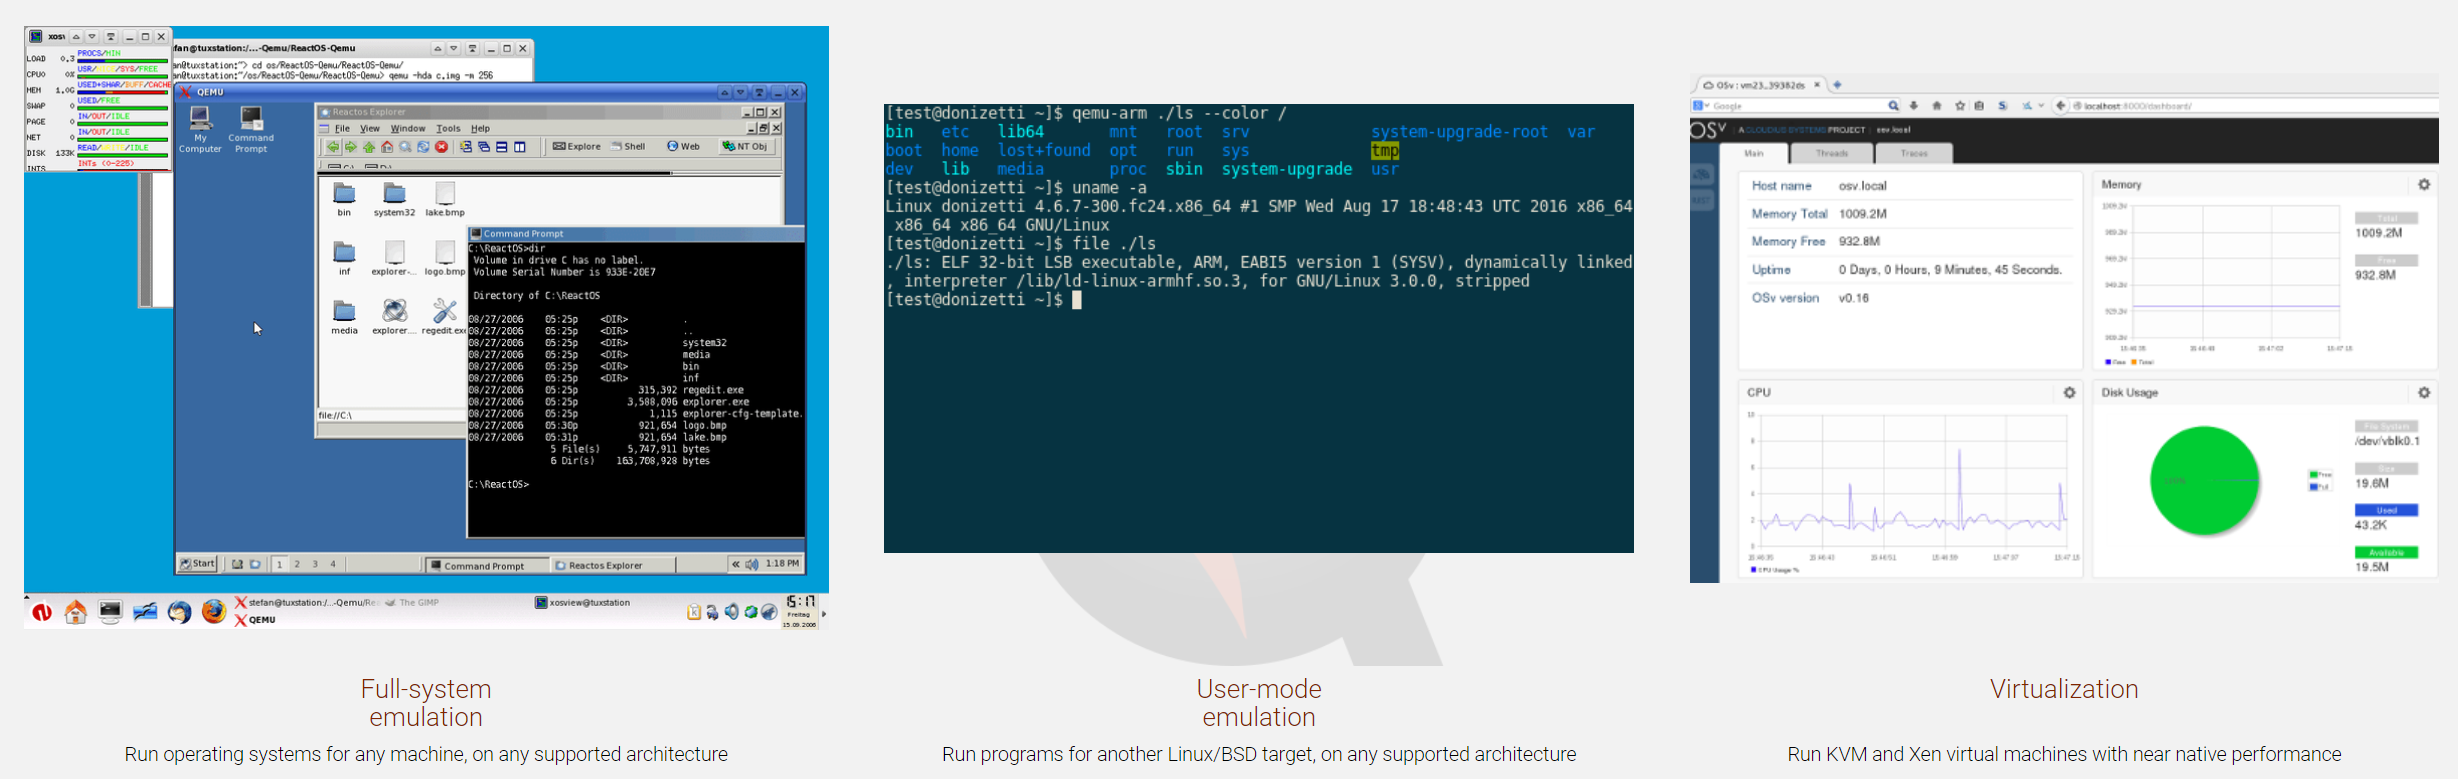 xos
LOAD 0.3 PROCS/MIN
CPU0 0% USR/ /SYS/FREE
MEM 1.0G USED+SHAR/BUFF/CACHE
SWAP 0 USED/FREE
PAGE 0 IN/OUT/IDLE
NET 0 IN/OUT/IDLE
DISK 133K READ/ /IDLE
INTS INTs (0-225)
fan@tuxstation:/...-Qemu/ReactOS-Qemu
an@tuxstation:~> cd os/ReactOS-Qemu/ReactOS-Qemu/
an@tuxstation:~/os/ReactOS-Qemu/ReactOS-Qemu> qemu -hda c.img -m 256
QEMU
My Computer
Command Prompt
Reactos Explorer
File View Window Tools Help
Explore Shell Web NT Obj
bin system32 lake.bmp
inf explorer-... logo.bmp
media explorer.... regedit.exe
file://C:\
Command Prompt
C:\ReactOS>dir
Volume in drive C has no label.
Volume Serial Number is 933E-20E7
Directory of C:\ReactOS
08/27/2006 05:25p <DIR> .
08/27/2006 05:25p <DIR> ..
08/27/2006 05:25p <DIR> system32
08/27/2006 05:25p <DIR> media
08/27/2006 05:25p <DIR> bin
08/27/2006 05:25p <DIR> inf
08/27/2006 05:25p 315,392 regedit.exe
08/27/2006 05:25p 3,588,096 explorer.exe
08/27/2006 05:25p 1,115 explorer-cfg-template.
08/27/2006 05:30p 921,654 logo.bmp
08/27/2006 05:31p 921,654 lake.bmp
5 File(s) 5,747,911 bytes
6 Dir(s) 163,708,928 bytes
C:\ReactOS>
Start 1 2 3 4 Command Prompt Reactos Explorer « 1:18 PM
stefan@tuxstation:/...-Qemu/Re The GIMP xosview@tuxstation 15:17
QEMU Freitag
15.09.2006
[test@donizetti ~]$ qemu-arm ./ls --color /
bin etc lib64 mnt root srv system-upgrade-root var
boot home lost+found opt run sys tmp
dev lib media proc sbin system-upgrade usr
[test@donizetti ~]$ uname -a
Linux donizetti 4.6.7-300.fc24.x86_64 #1 SMP Wed Aug 17 18:48:43 UTC 2016 x86_64
x86_64 x86_64 GNU/Linux
[test@donizetti ~]$ file ./ls
./ls: ELF 32-bit LSB executable, ARM, EABI5 version 1 (SYSV), dynamically linked
, interpreter /lib/ld-linux-armhf.so.3, for GNU/Linux 3.0.0, stripped
[test@donizetti ~]$
OSv : vm23...39382ds
Google localhost:8000/dashboard/
OSv A CLOUDIUS SYSTEMS PROJECT osv.local
Main Threads Traces
Host name osv.local
Memory Total 1009.2M
Memory Free 932.8M
Uptime 0 Days, 0 Hours, 9 Minutes, 45 Seconds.
OSv version v0.16
Memory
Total
1009.2M
Free
932.8M
Free Total
CPU
10
8
6
4
2
0
CPU Usage %
Disk Usage
Free
Full
File System
/dev/vblk0.1
Size
19.6M
Used
43.2K
Available
19.5M
Full-system
emulation
Run operating systems for any machine, on any supported architecture
User-mode
emulation
Run programs for another Linux/BSD target, on any supported architecture
Virtualization
Run KVM and Xen virtual machines with near native performance